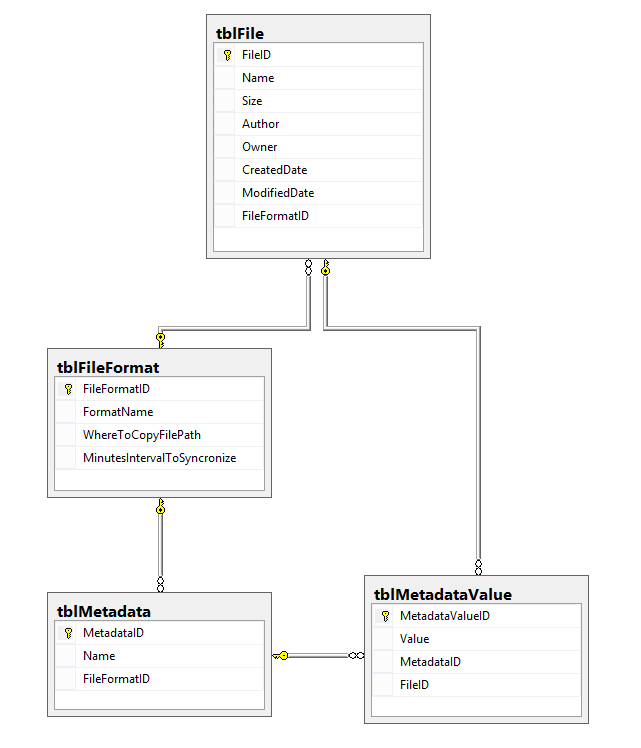 tblFile
FileID
Name
Size
Author
Owner
CreatedDate
ModifiedDate
FileFormatID
tblFileFormat
FileFormatID
FormatName
WhereToCopyFilePath
MinutesIntervalToSyncronize
tblMetadata
MetadataID
Name
FileFormatID
tblMetadataValue
MetadataValueID
Value
MetadataID
FileID